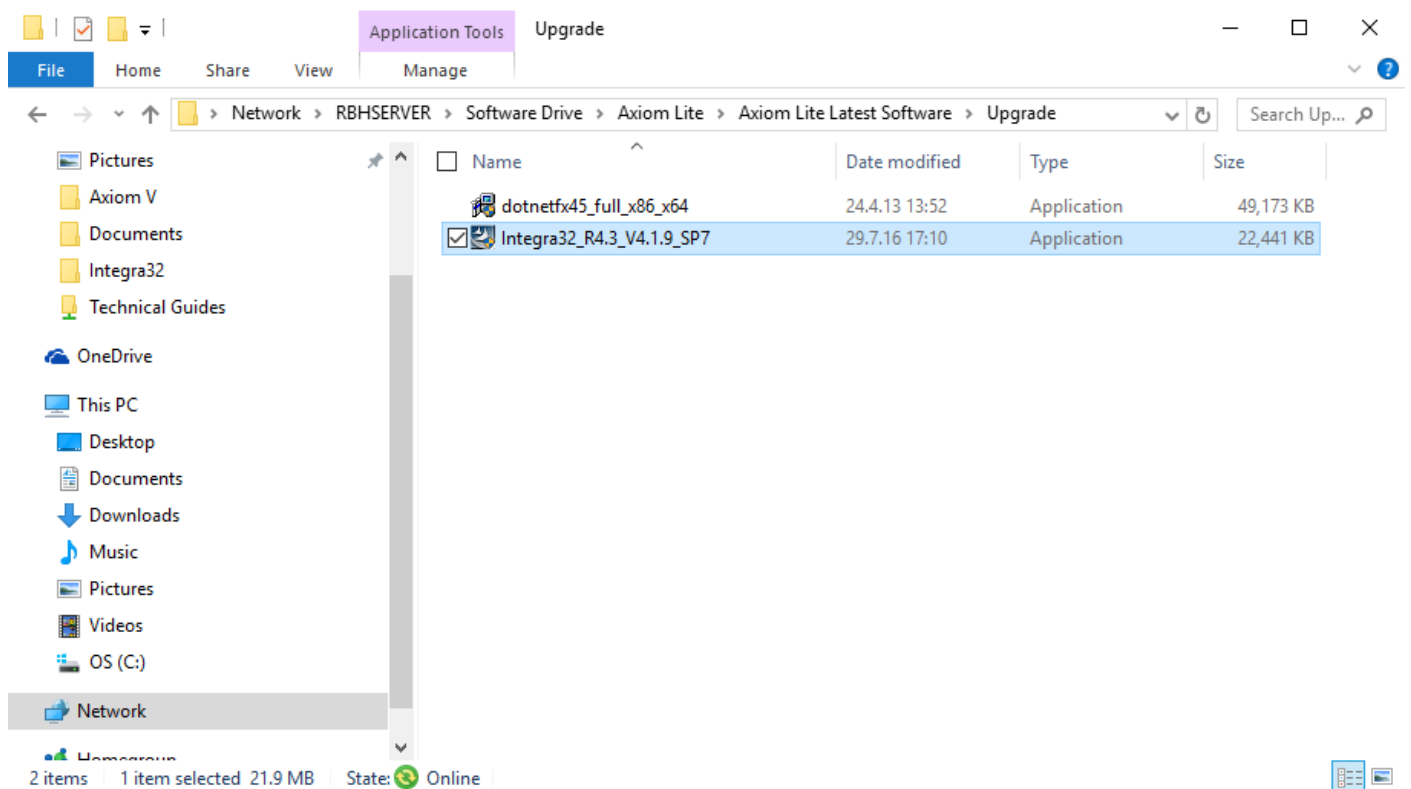 Application Tools Upgrade
File Home Share View Manage
Network > RBHSERVER > Software Drive > Axiom Lite > Axiom Lite Latest Software > Upgrade
Search Up...
Pictures
Axiom V
Documents
Integra32
Technical Guides
OneDrive
This PC
Desktop
Documents
Downloads
Music
Pictures
Videos
OS (C:)
Network
Homegroup
Name Date modified Type Size
dotnetfx45_full_x86_x64 24.4.13 13:52 Application 49,173 KB
Integra32_R4.3_V4.1.9_SP7 29.7.16 17:10 Application 22,441 KB
2 items 1 item selected 21.9 MB State: Online